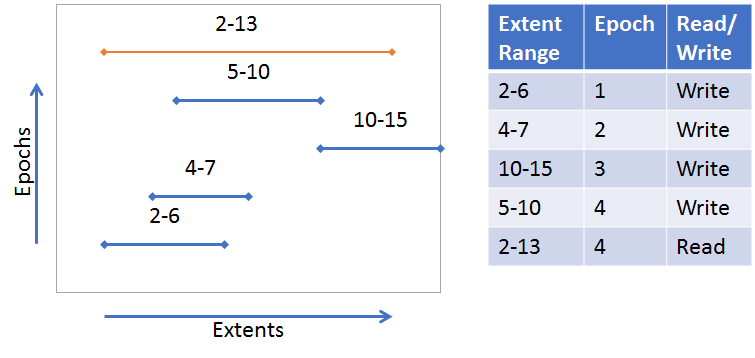 2-13
5-10
10-15
4-7
2-6
Epochs
Extents
Extent Range Epoch Read/ Write
2-6 1 Write
4-7 2 Write
10-15 3 Write
5-10 4 Write
2-13 4 Read